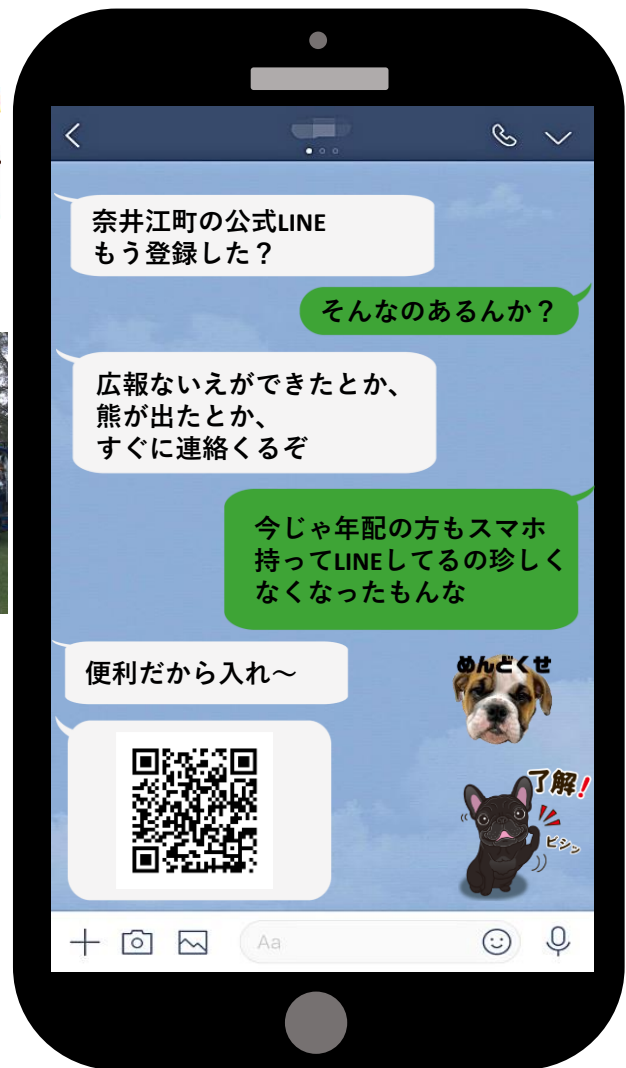 奈井江町の公式LINE
もう登録した？
そんなのあるんか？
広報ないえができたとか、
熊が出たとか、
すぐに連絡くるぞ
今じゃ年配の方もスマホ
持ってLINEしてるの珍しく
なくなったもんな
便利だから入れ～
めんどくせ
了解！
ビシッ
Aa